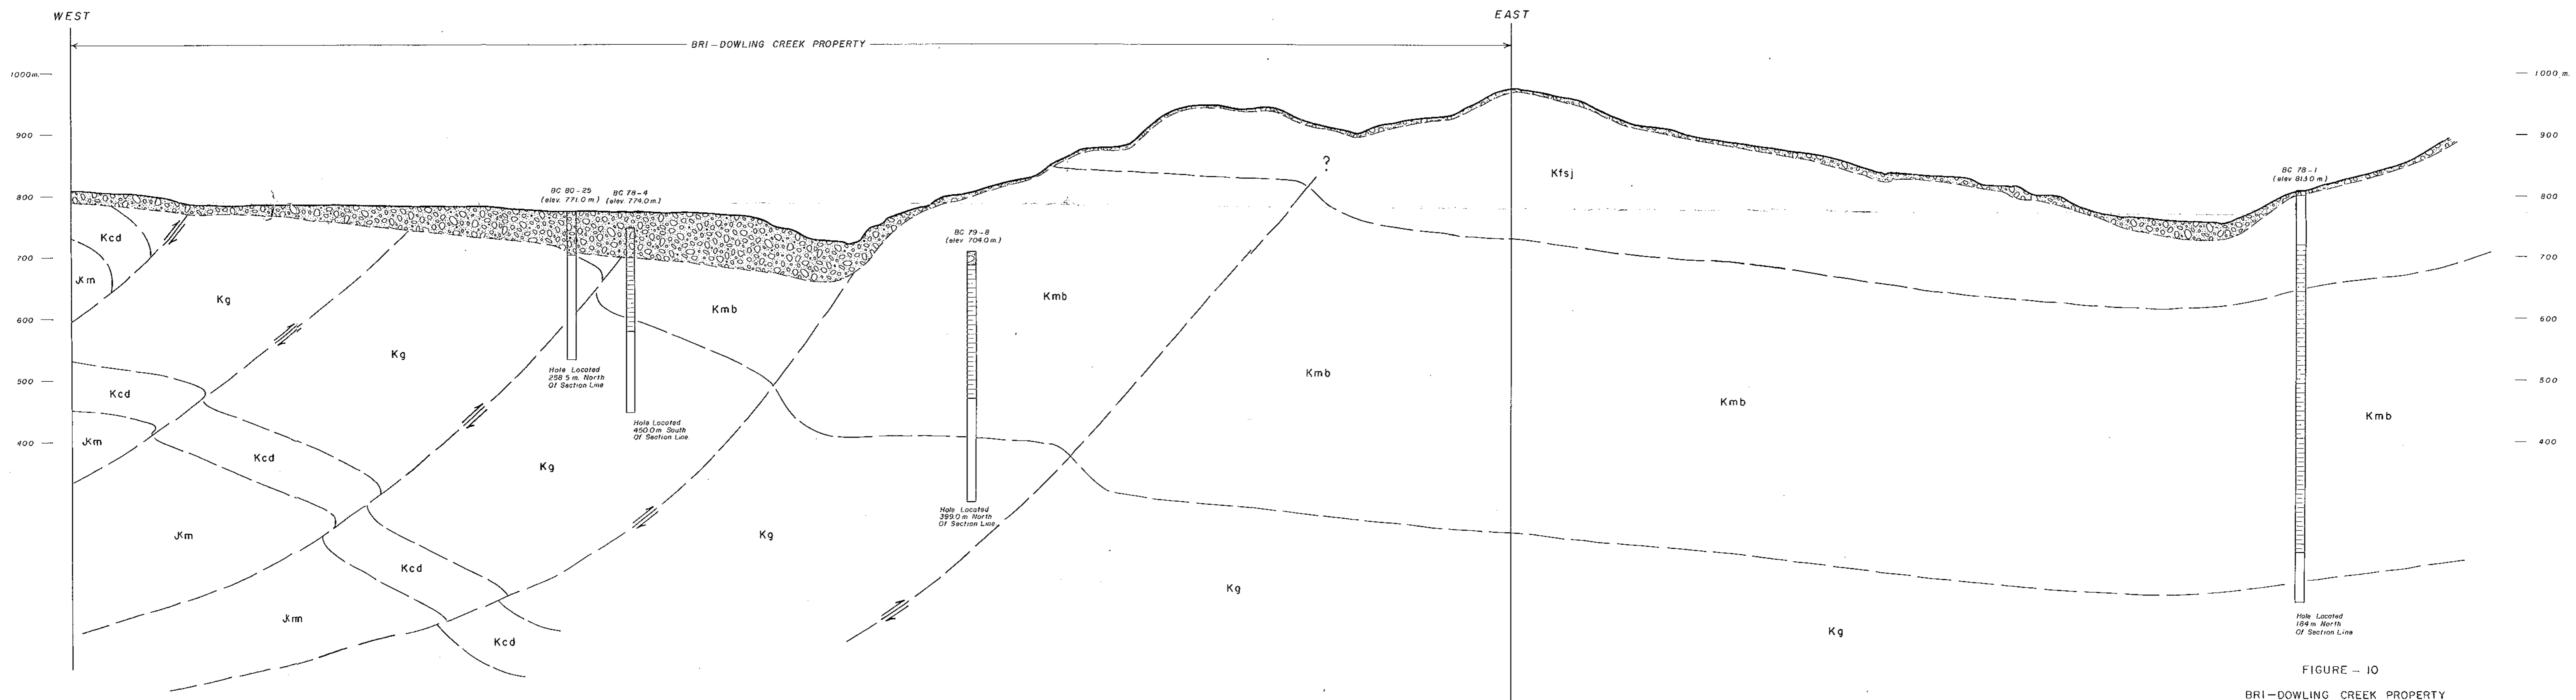 WEST
EAST
BRI-DOWLING CREEK PROPERTY
1000m.
900
800
700
600
500
400
1000 m.
900
800
700
600
500
400
BC 80-25
(elev. 771.0 m.)
BC 78-4
(elev. 774.0 m.)
BC 79-8
(elev 704.0 m.)
BC 78-1
(elev 813.0 m.)
?
Kfsj
Kcd
JKm
Kg
Kmb
Kmb
Kg
Kmb
Kmb
Kmb
Kcd
JKm
Kcd
Kg
JKm
Kg
Kcd
Kg
JKm
Kcd
Kg
Hole Located
258.5 m. North
Of Section Line
Hole Located
450.0 m South
Of Section Line.
Hole Located
399.0 m North
Of Section Line
Hole Located
184 m North
Of Section Line
FIGURE - 10
BRI-DOWLING CREEK PROPERTY